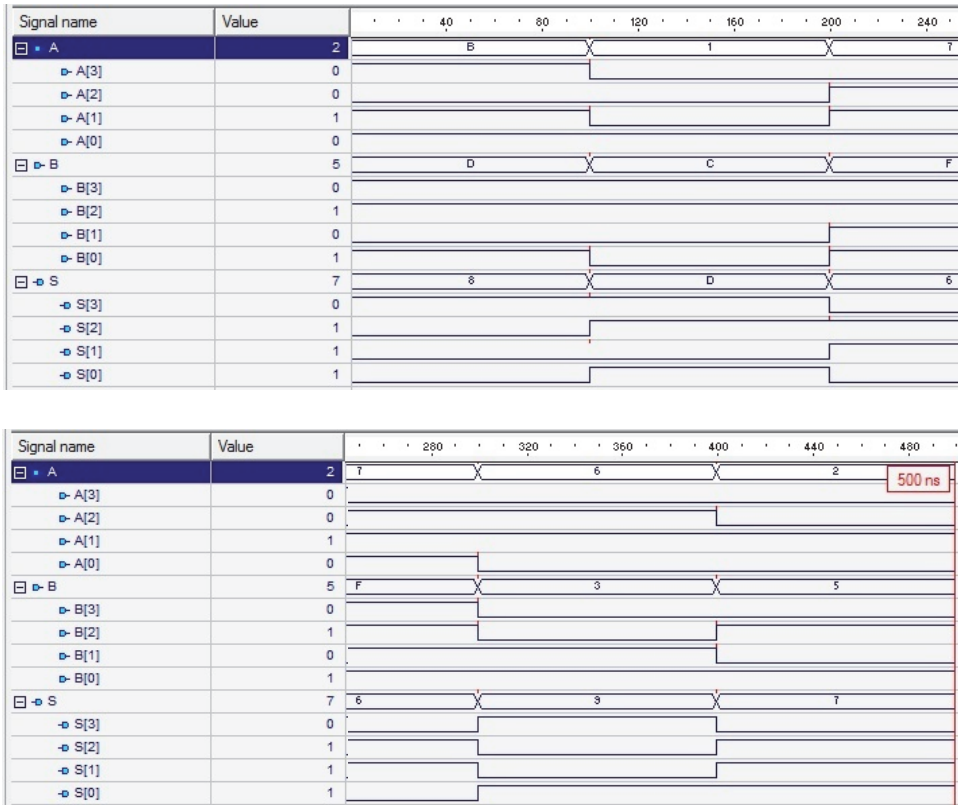 Signal name Value 40 80 120 160 200 240
A 2 B 1 7
A[3] 0
A[2] 0
A[1] 1
A[0] 0
B 5 D C F
B[3] 0
B[2] 1
B[1] 0
B[0] 1
S 7 8 D 6
S[3] 0
S[2] 1
S[1] 1
S[0] 1
Signal name Value 280 320 360 400 440 480
A 2 7 6 2
500 ns
A[3] 0
A[2] 0
A[1] 1
A[0] 0
B 5 F 3 5
B[3] 0
B[2] 1
B[1] 0
B[0] 1
S 7 6 9 7
S[3] 0
S[2] 1
S[1] 1
S[0] 1